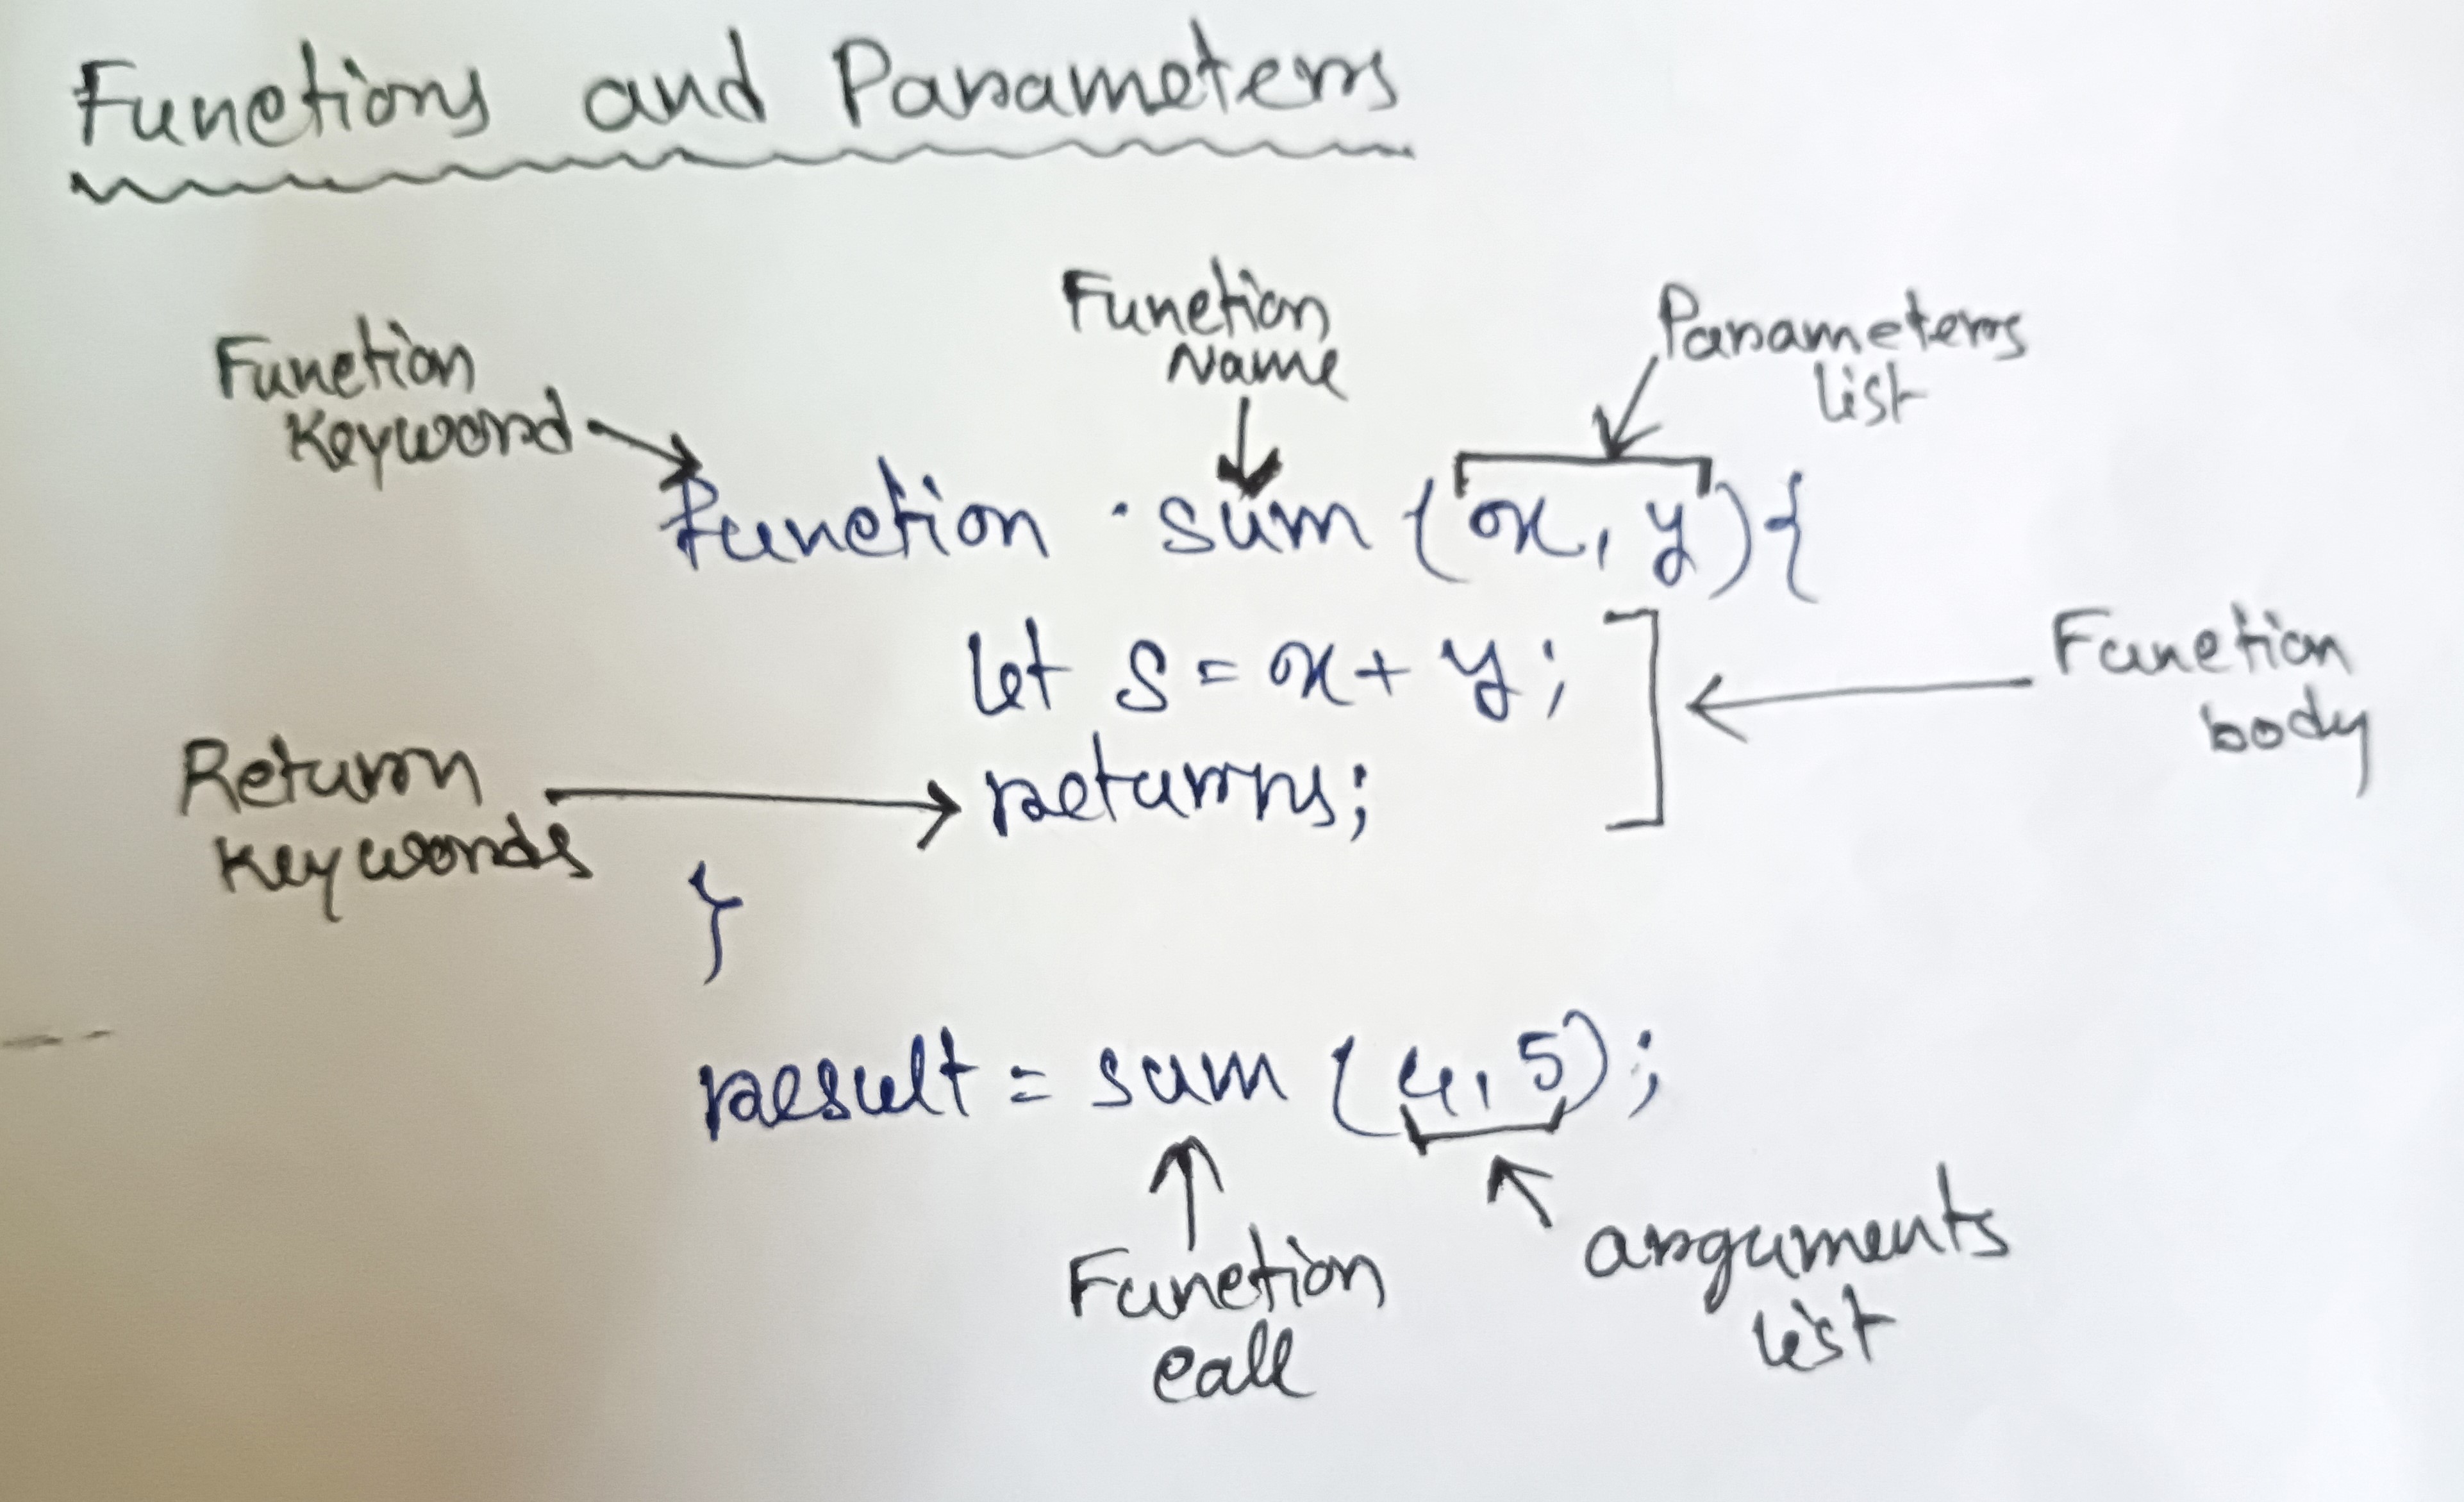 Functions and Parameters
Function
Name
Parameters
list
Function
Keyword
function sum (x, y) {
let s = x + y;
Function
body
Return
Keywords
returns;
}
result = sum (4, 5);
Function
call
arguments
list